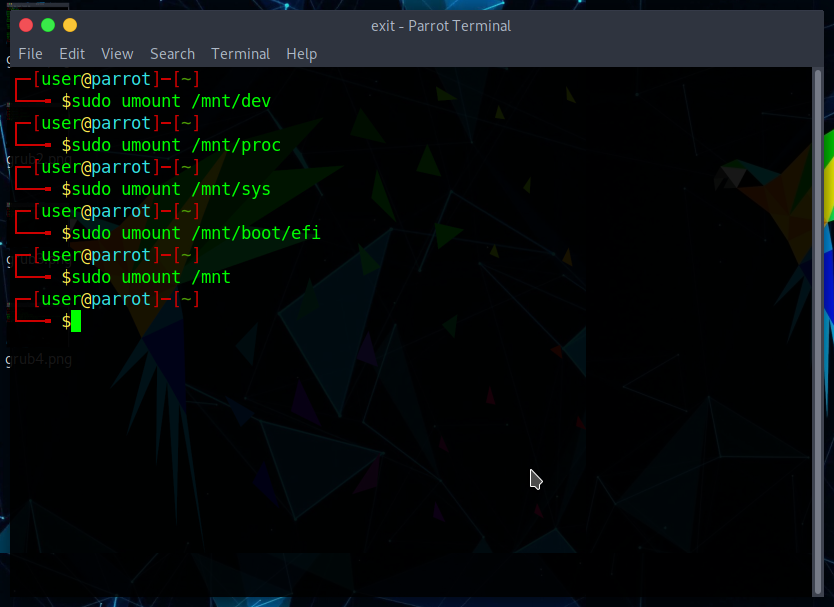 exit - Parrot Terminal
File Edit View Search Terminal Help
┌─[user@parrot]─[~]
└──╼ $sudo umount /mnt/dev
┌─[user@parrot]─[~]
└──╼ $sudo umount /mnt/proc
┌─[user@parrot]─[~]
└──╼ $sudo umount /mnt/sys
┌─[user@parrot]─[~]
└──╼ $sudo umount /mnt/boot/efi
┌─[user@parrot]─[~]
└──╼ $sudo umount /mnt
┌─[user@parrot]─[~]
└──╼ $
grub4.png